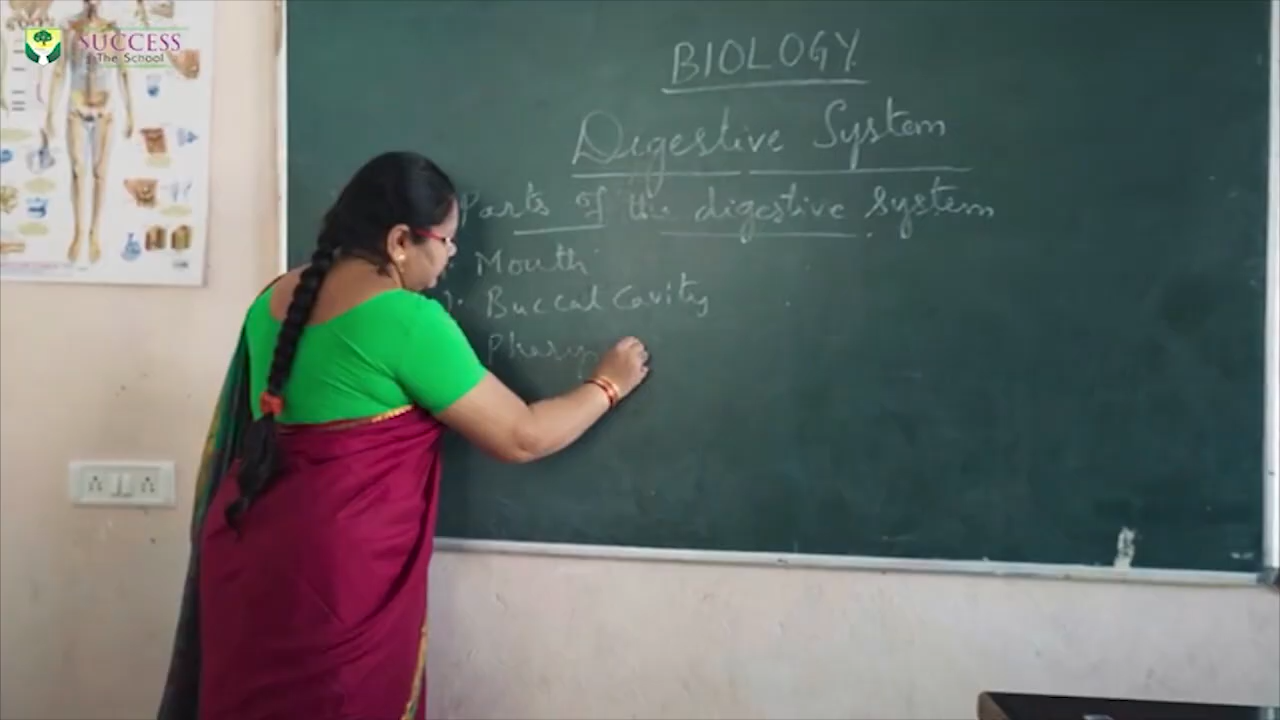 SUCCESS
The School
BIOLOGY
Digestive System
Parts of the digestive system
Mouth
Buccal Cavity
Phary